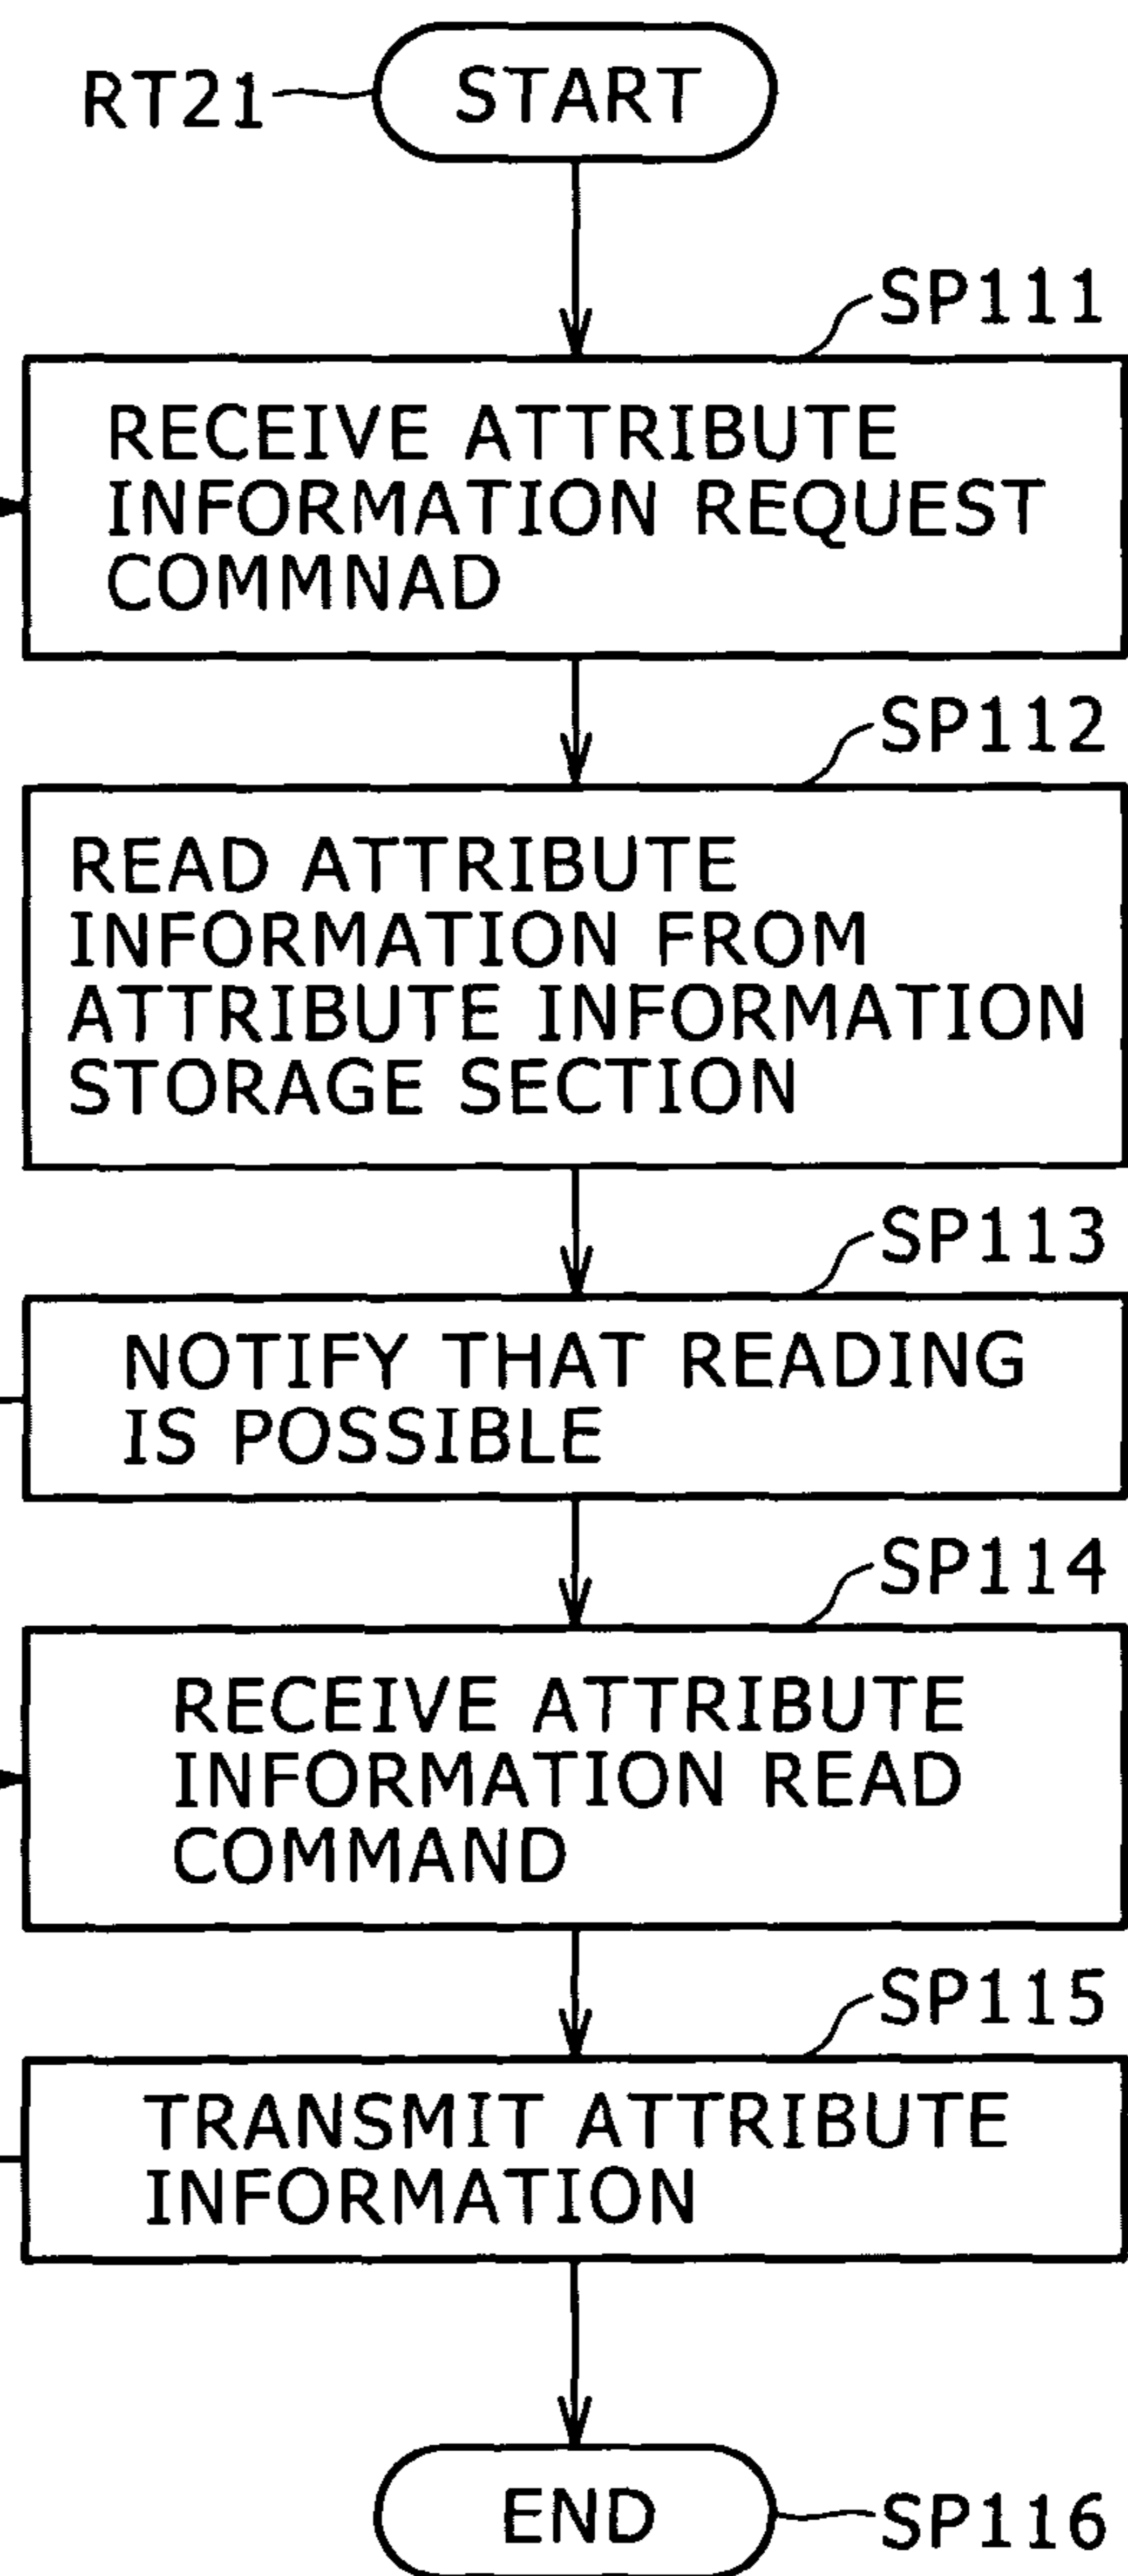 RT21
START
SP111
RECEIVE ATTRIBUTE
INFORMATION REQUEST
COMMNAD
SP112
READ ATTRIBUTE
INFORMATION FROM
ATTRIBUTE INFORMATION
STORAGE SECTION
SP113
NOTIFY THAT READING
IS POSSIBLE
SP114
RECEIVE ATTRIBUTE
INFORMATION READ
COMMAND
SP115
TRANSMIT ATTRIBUTE
INFORMATION
END
SP116